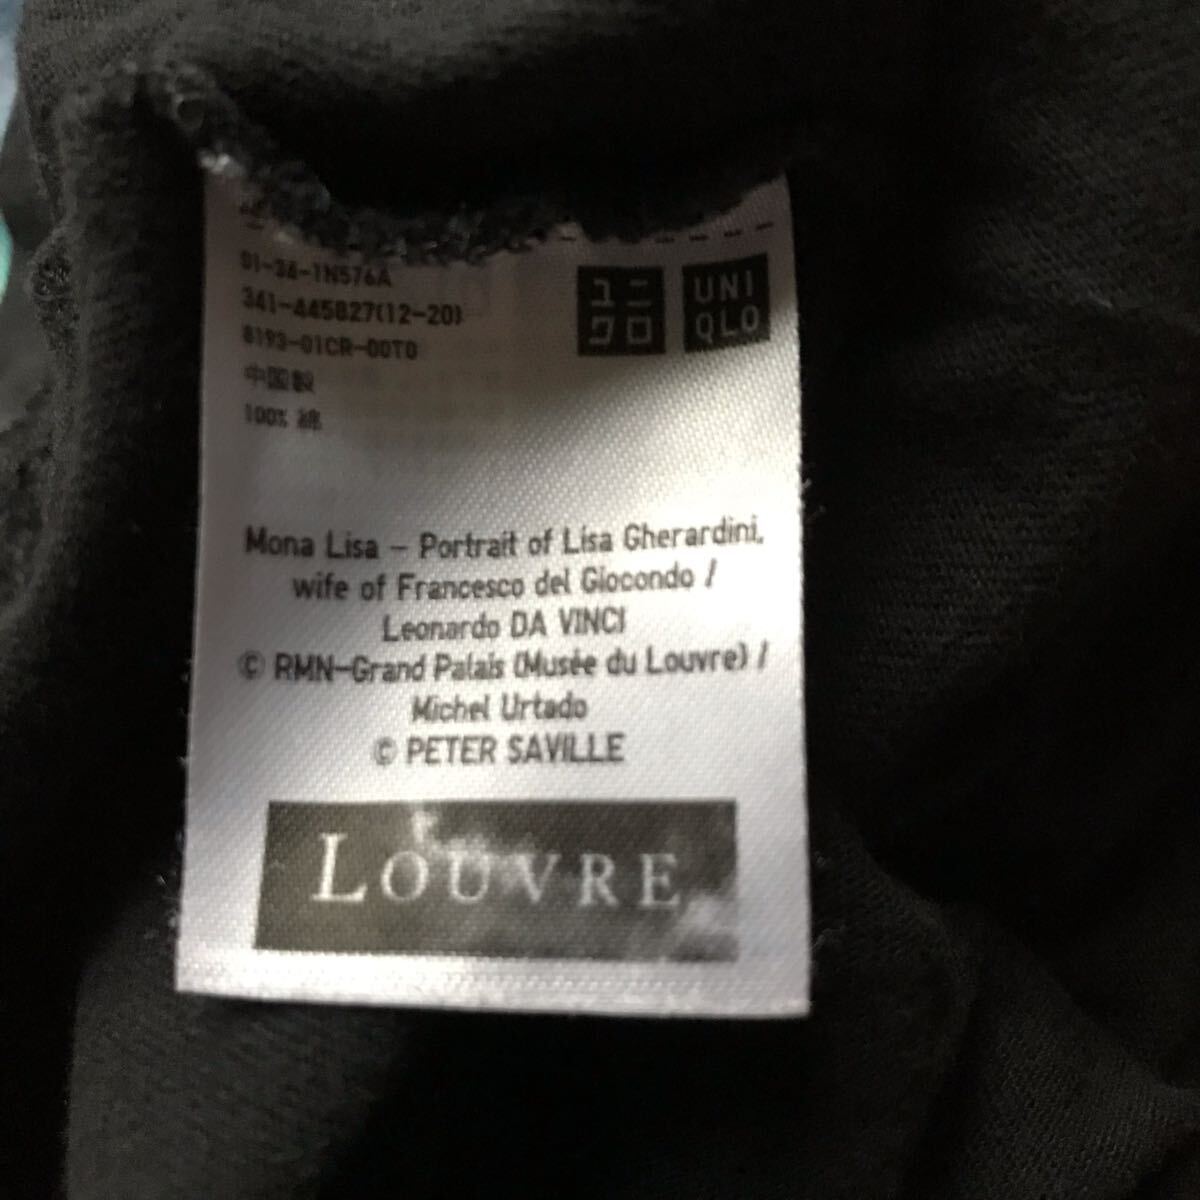 01-36-1N576A
341-445827(12-20)
8193-01CR-00T0
中国製
100% 綿
ユニ
クロ
UNI
QLO
Mona Lisa – Portrait of Lisa Gherardini,
wife of Francesco del Giocondo /
Leonardo DA VINCI
© RMN-Grand Palais (Musée du Louvre) /
Michel Urtado
© PETER SAVILLE
LOUVRE